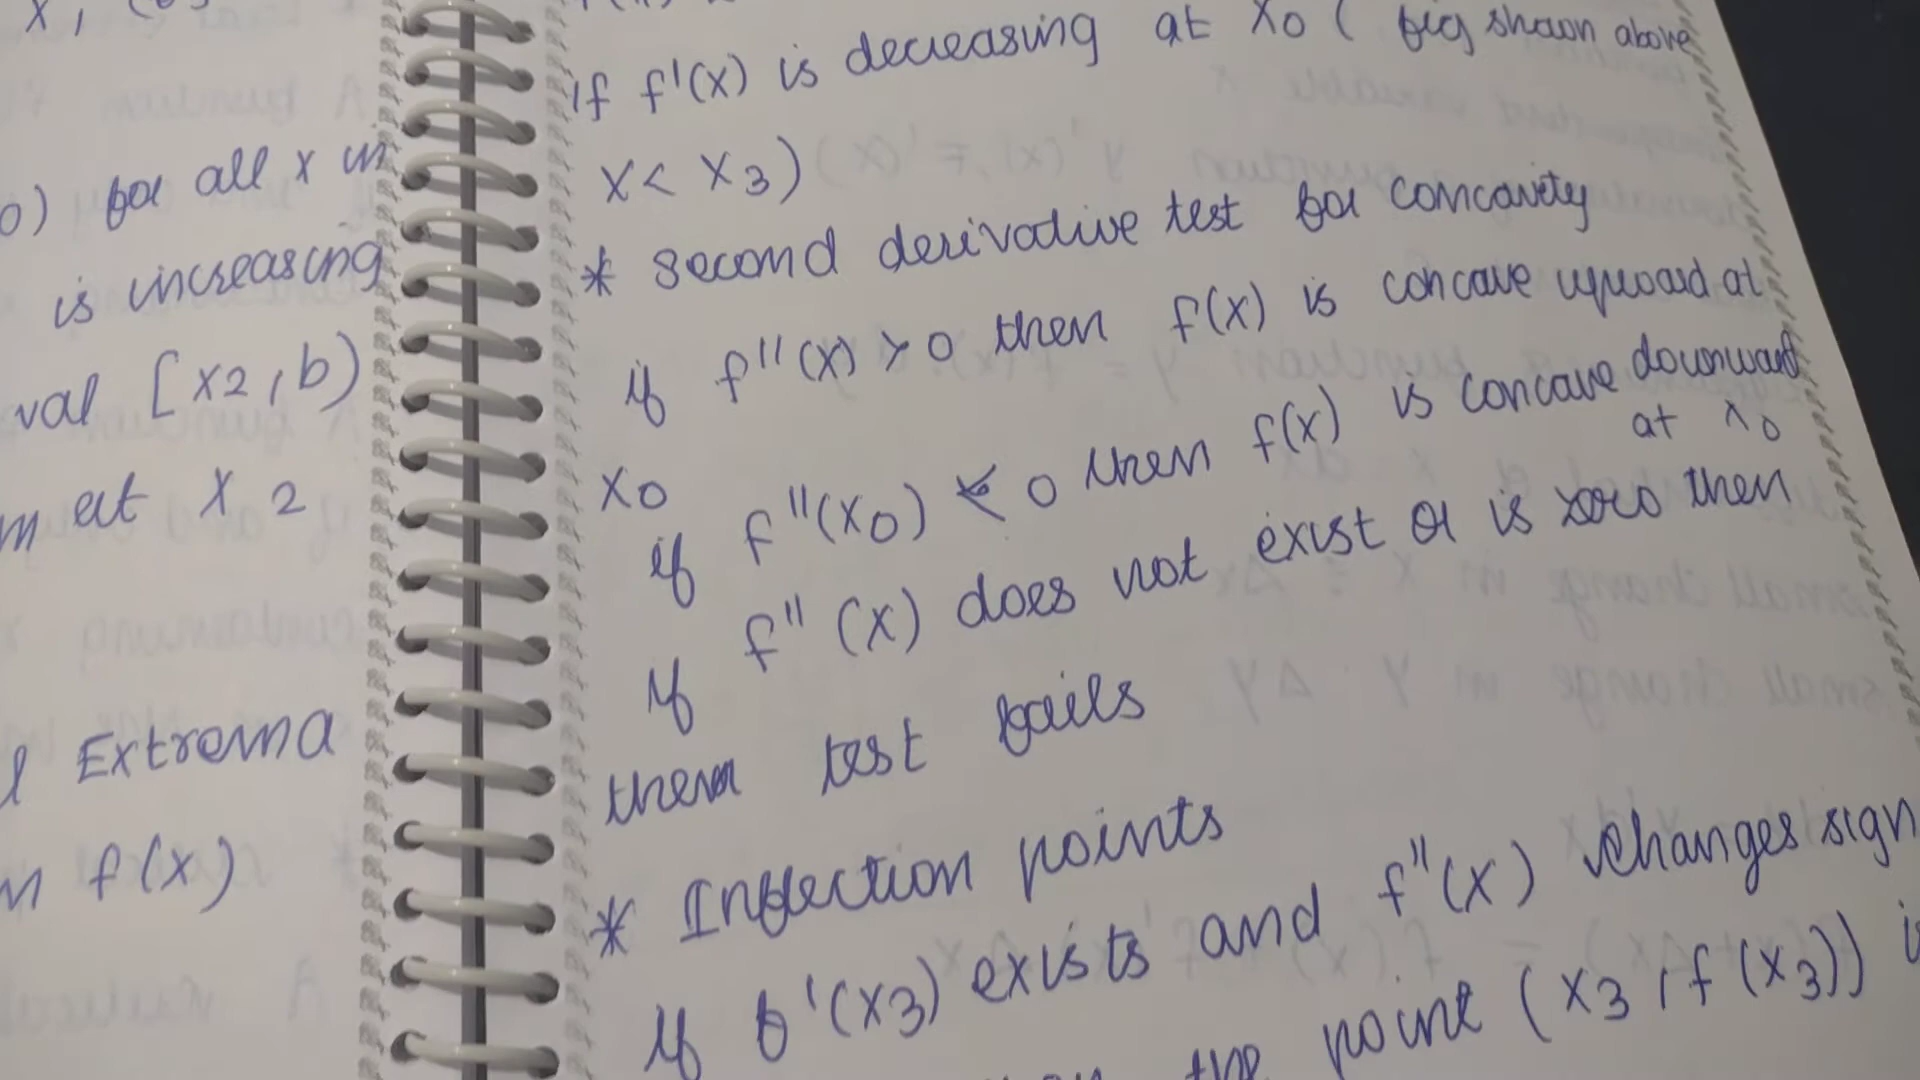 is increasing
val [x2, b)
m at x 2
Extrema
f(x)
If f'(x) is decreasing at x0 ( fig shown above
x < x3)
* second derivative test for concavity
if f''(x) > 0 then f(x) is concave upward at
x0
if f''(x0) < 0 then f(x) is concave downward
at x0
if f''(x) does not exist or is zero then
then test fails
* Inflection points
If f'(x3) exists and f''(x) changes sign
the point (x3, f(x3))